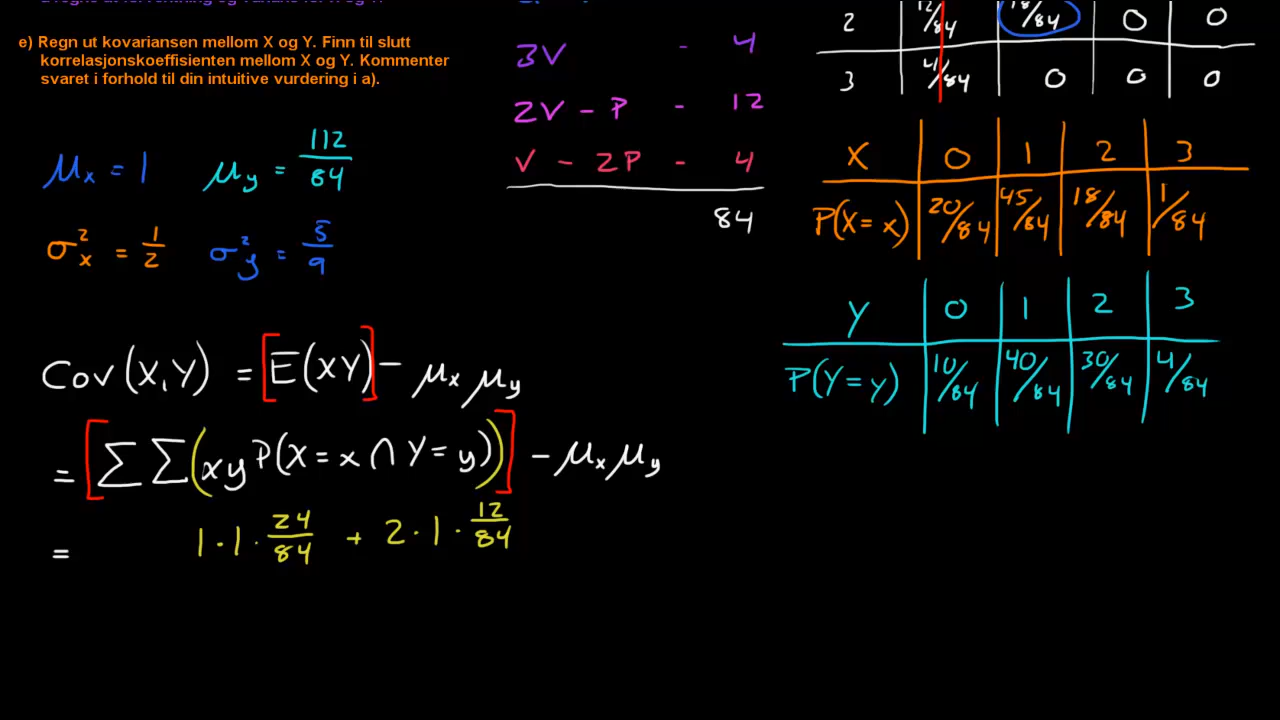 e) Regn ut kovariansen mellom X og Y. Finn til slutt
korrelasjonskoeffisienten mellom X og Y. Kommenter
svaret i forhold til din intuitive vurdering i a).
μx = 1 μy = 112/84
σ²x = 1/2 σ²y = 5/9
Cov(X,Y) = [E(XY)] - μx μy
= [ΣΣ(xy P(X = x ∩ Y = y))] - μx μy
= 1 · 1 · 24/84 + 2 · 1 · 12/84
3V - 4
2V - P - 12
V - 2P - 4
84
2 12/84 18/84 0 0
3 4/84 0 0 0
X 0 1 2 3
P(X = x) 20/84 45/84 18/84 1/84
Y 0 1 2 3
P(Y = y) 10/84 40/84 30/84 4/84